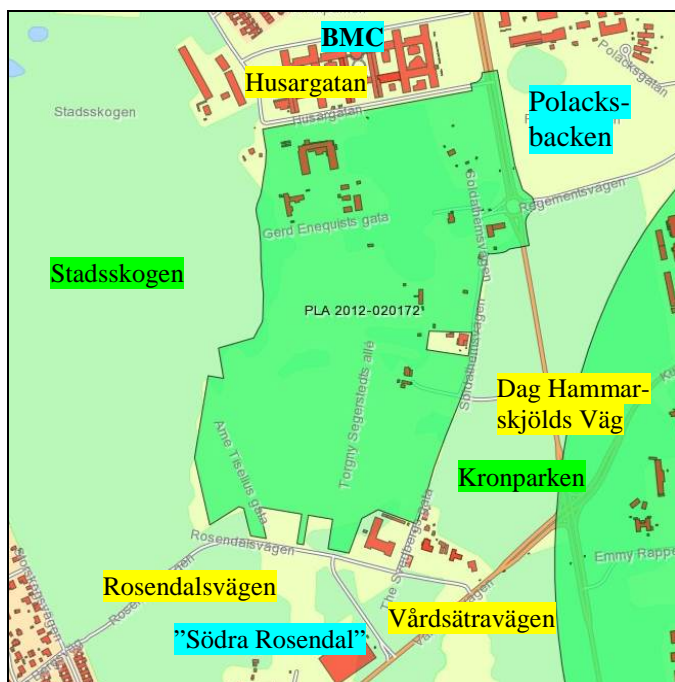 BMC
Husargatan
Polacksgatan
Stadsskogen
Husargatan
Polacks-
backen
Regementsvägen
Soldathemsvägen
Gerd Enequists gata
Stadsskogen
PLA 2012-020172
Soldathemsvägen
Torgny Segerstedts allé
Dag Hammar-
skjölds Väg
Arne Tiselius gata
Kronparken
Rosendalsvägen
The Svedbergs gata
Emmy Rappe
Rosendalsvägen
Vårdsätravägen
”Södra Rosendal”